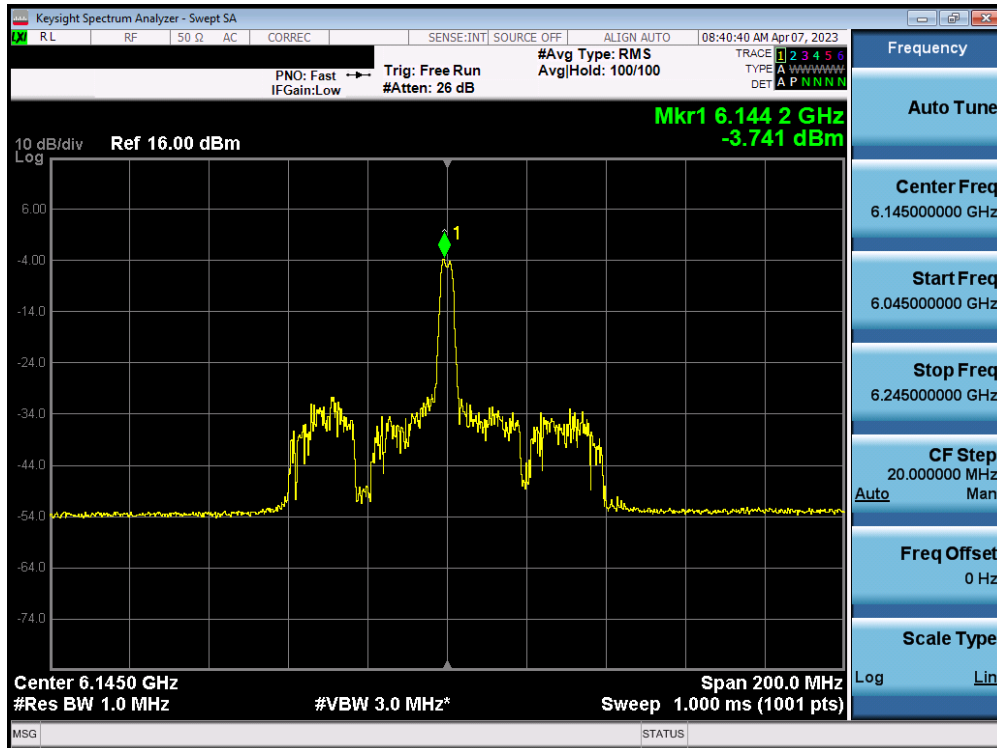 Keysight Spectrum Analyzer - Swept SA
LXI RL RF 50 Ω AC CORREC SENSE:INT SOURCE OFF ALIGN AUTO 08:40:40 AM Apr 07, 2023
PNO: Fast
IFGain:Low
Trig: Free Run
#Atten: 26 dB
#Avg Type: RMS
Avg|Hold: 100/100
TRACE 1 2 3 4 5 6
TYPE A WWWWW
DET A P N N N N
Mkr1 6.144 2 GHz
-3.741 dBm
10 dB/div Ref 16.00 dBm
Log
1
6.00
-4.00
-14.0
-24.0
-34.0
-44.0
-54.0
-64.0
-74.0
Center 6.1450 GHz Span 200.0 MHz
#Res BW 1.0 MHz #VBW 3.0 MHz* Sweep 1.000 ms (1001 pts)
MSG STATUS
Frequency
Auto Tune
Center Freq
6.145000000 GHz
Start Freq
6.045000000 GHz
Stop Freq
6.245000000 GHz
CF Step
20.000000 MHz
Auto Man
Freq Offset
0 Hz
Scale Type
Log Lin